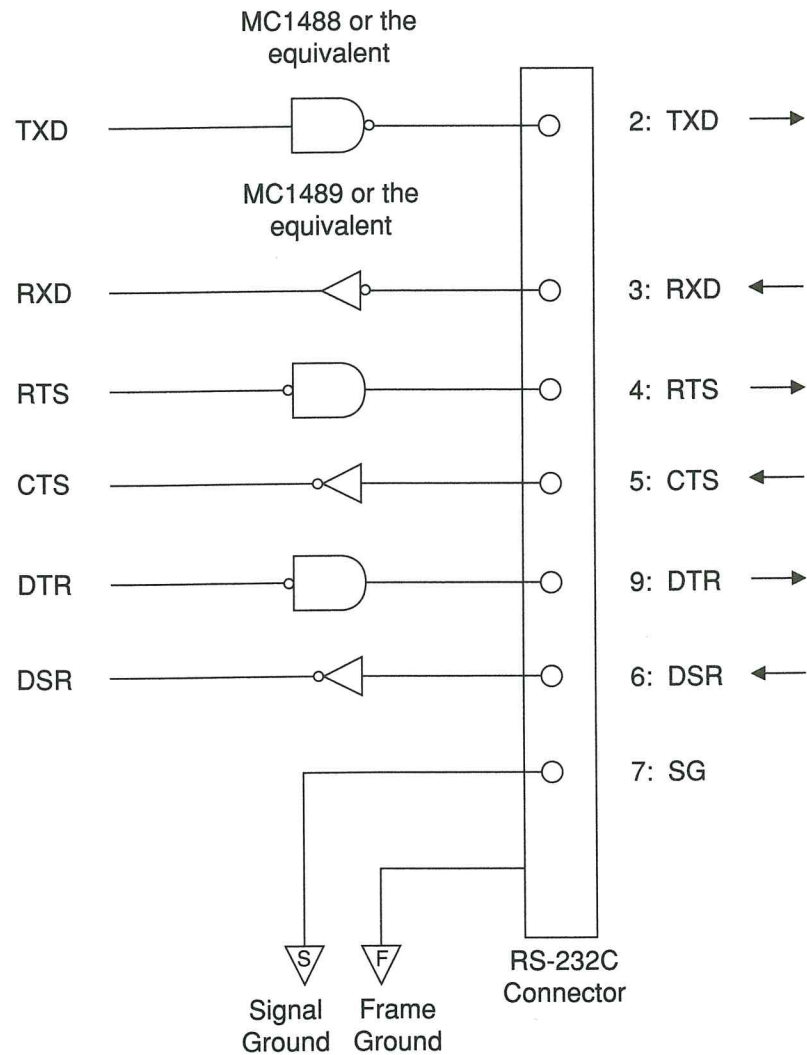 MC1488 or the
equivalent
TXD
2: TXD
MC1489 or the
equivalent
RXD
3: RXD
RTS
4: RTS
CTS
5: CTS
DTR
9: DTR
DSR
6: DSR
7: SG
S
F
RS-232C
Connector
Signal
Ground
Frame
Ground